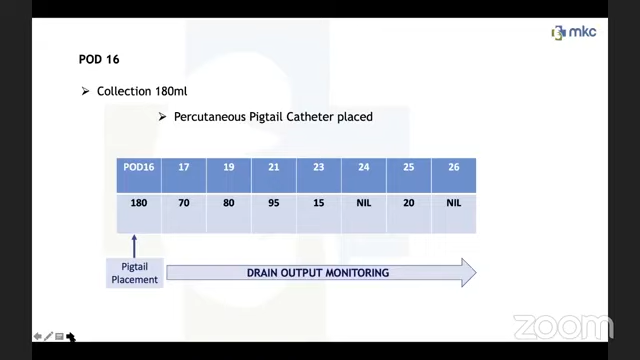 mkc
POD 16
➢ Collection 180ml
➢ Percutaneous Pigtail Catheter placed
POD16 17 19 21 23 24 25 26
180 70 80 95 15 NIL 20 NIL
Pigtail
Placement
DRAIN OUTPUT MONITORING
zoom